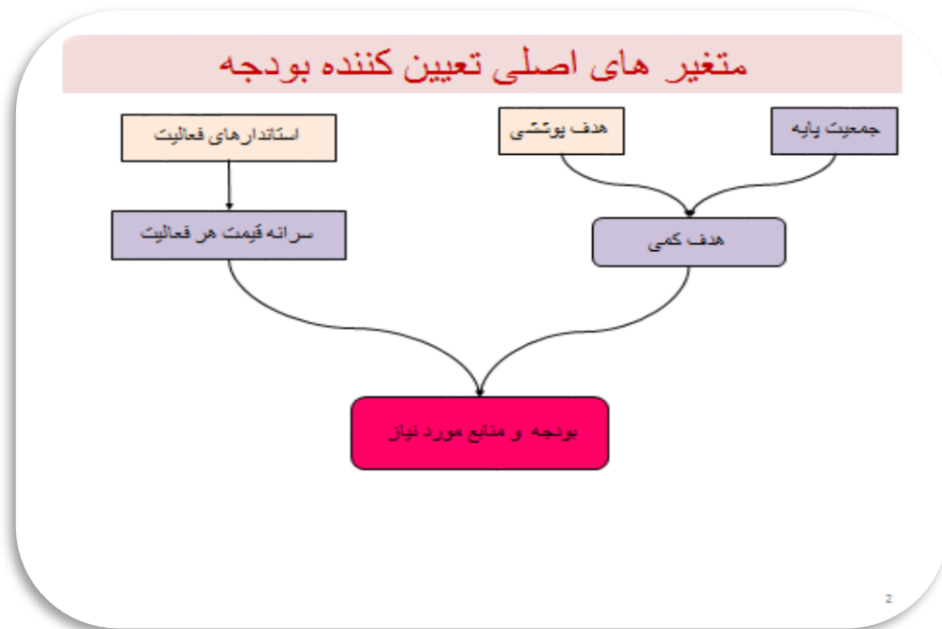 متغیر های اصلی تعیین کننده بودجه
جمعیت پایه
هدف پوششی
استاندارهای فعالیت
هدف کمی
سرانه قیمت هر فعالیت
بودجه و منابع مورد نیاز
2